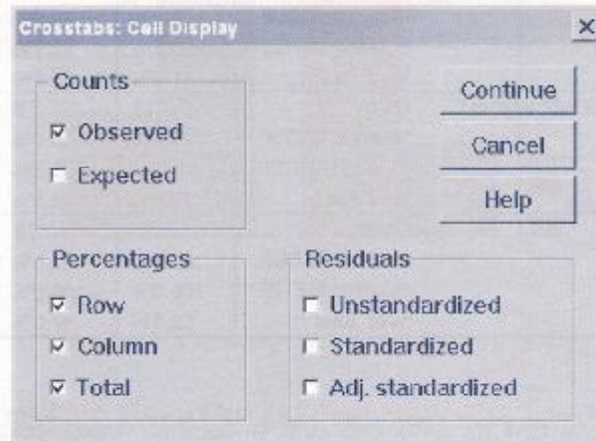 Crosstabs: Cell Display
Counts
Observed
Expected
Continue
Cancel
Help
Percentages
Row
Column
Total
Residuals
Unstandardized
Standardized
Adj. standardized